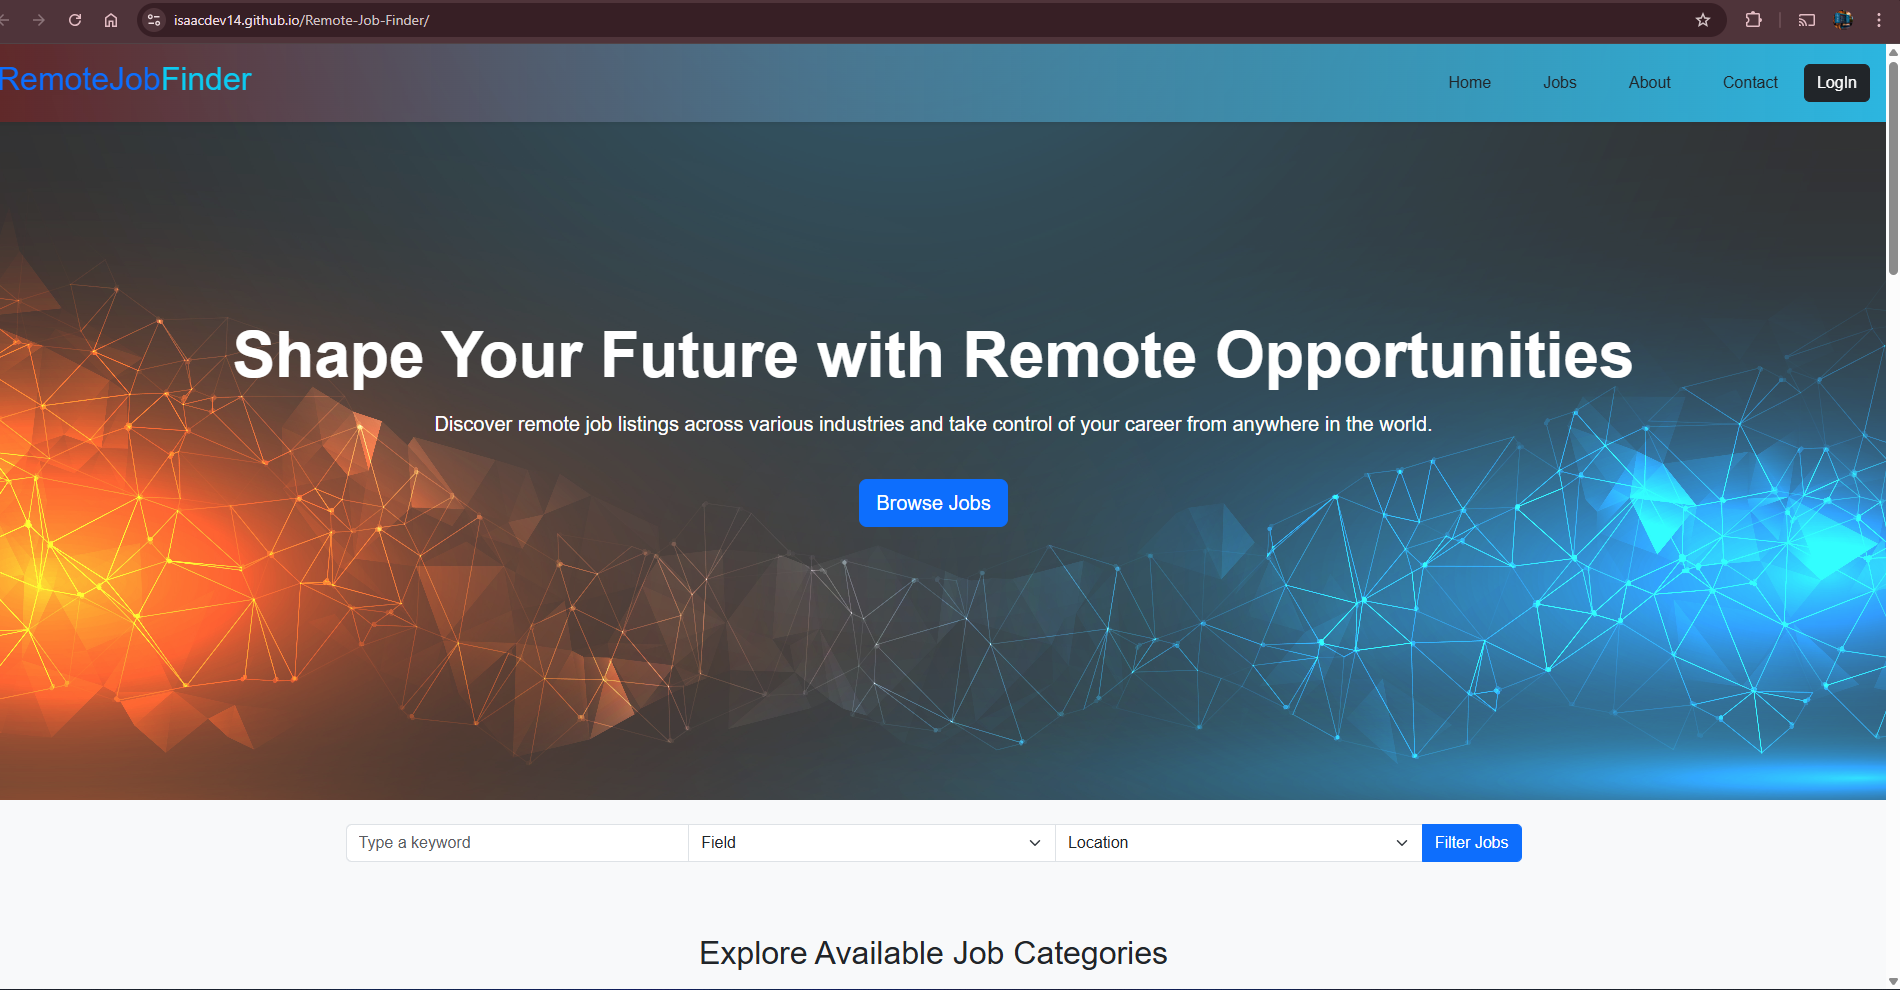 isaacdev14.github.io/Remote-Job-Finder/
RemoteJobFinder
Home
Jobs
About
Contact
LogIn
Shape Your Future with Remote Opportunities
Discover remote job listings across various industries and take control of your career from anywhere in the world.
Browse Jobs
Type a keyword
Field
Location
Filter Jobs
Explore Available Job Categories